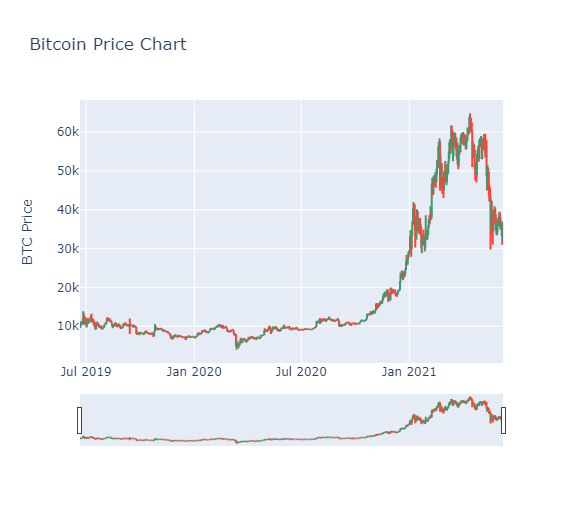 Bitcoin Price Chart
BTC Price
60k
50k
40k
30k
20k
10k
Jul 2019
Jan 2020
Jul 2020
Jan 2021